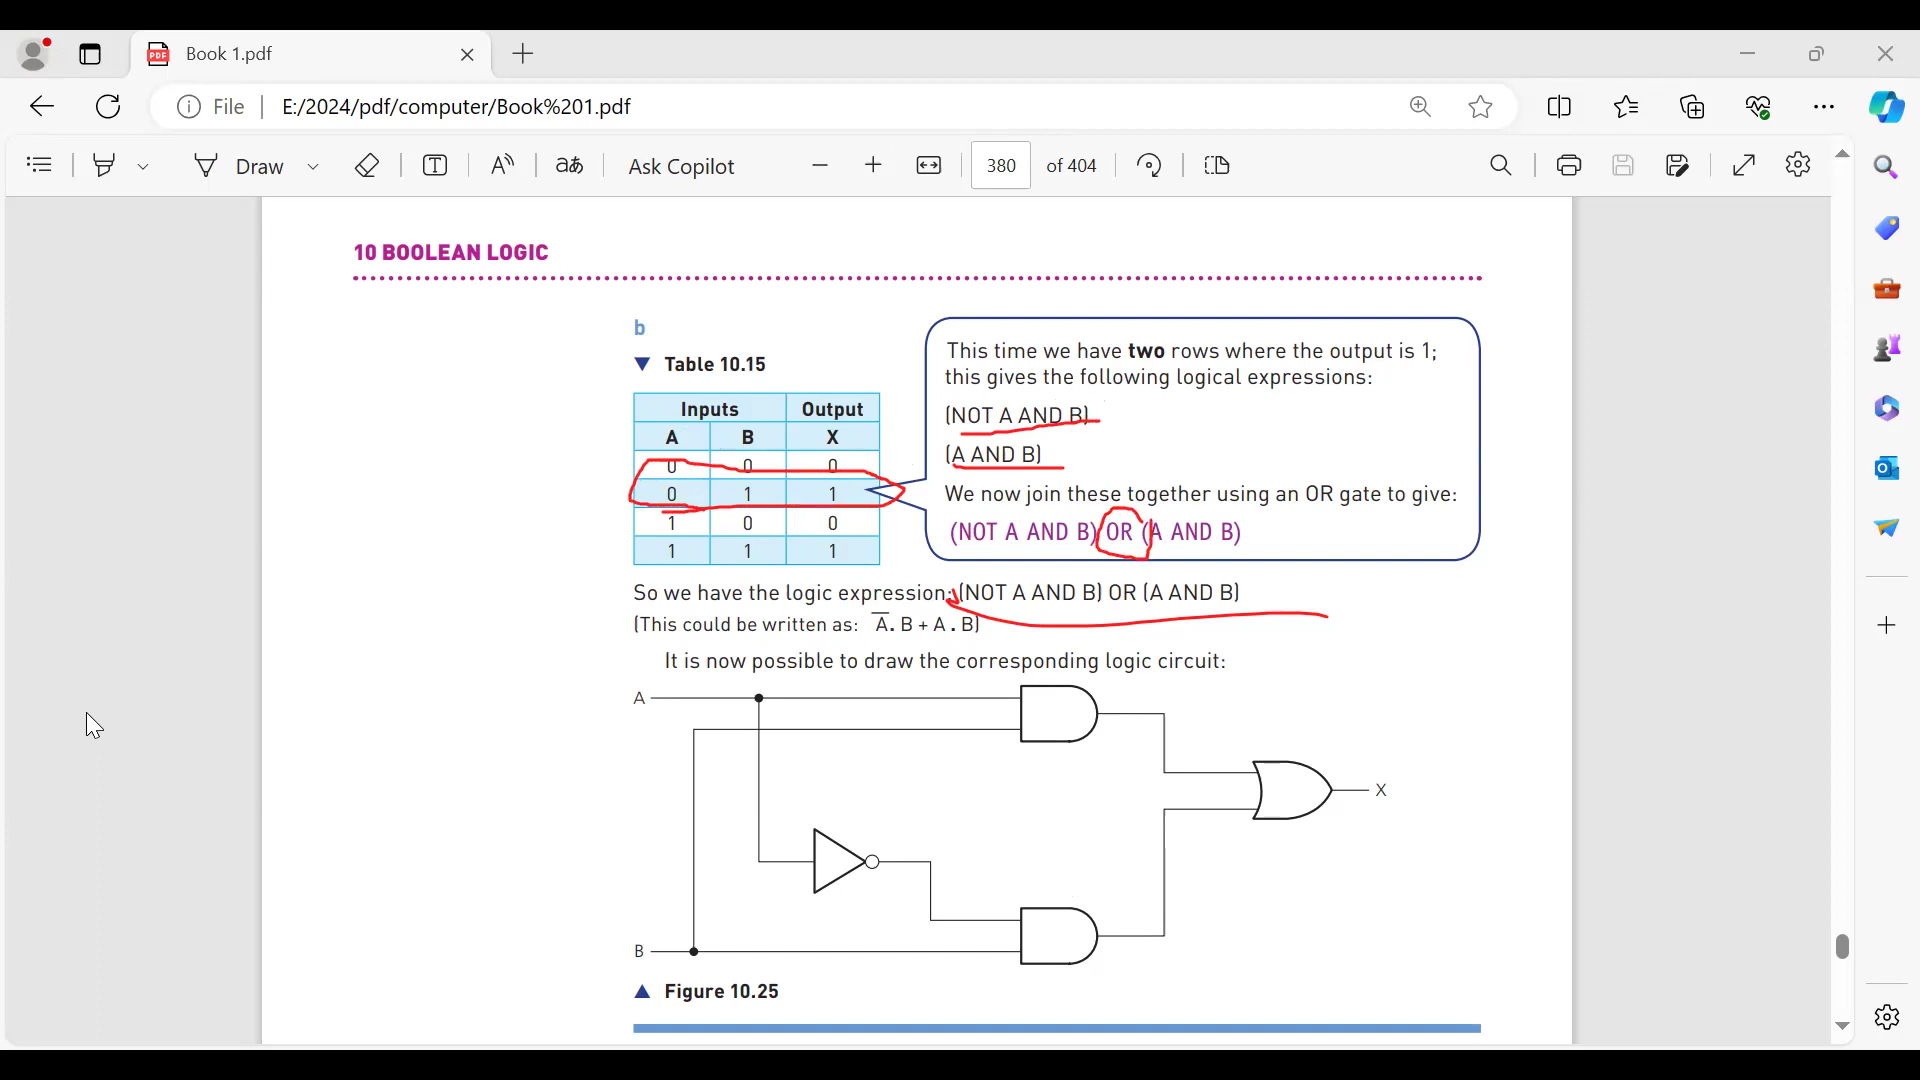 Book 1.pdf
File E:/2024/pdf/computer/Book%201.pdf
Draw aあ Ask Copilot 380 of 404
10 BOOLEAN LOGIC
b
Table 10.15
Inputs Output
A B X
0 0 0
0 1 1
1 0 0
1 1 1
This time we have two rows where the output is 1;
this gives the following logical expressions:
(NOT A AND B)
(A AND B)
We now join these together using an OR gate to give:
(NOT A AND B) OR (A AND B)
So we have the logic expression: (NOT A AND B) OR (A AND B)
(This could be written as: A̅. B + A . B)
It is now possible to draw the corresponding logic circuit:
A
X
B
Figure 10.25